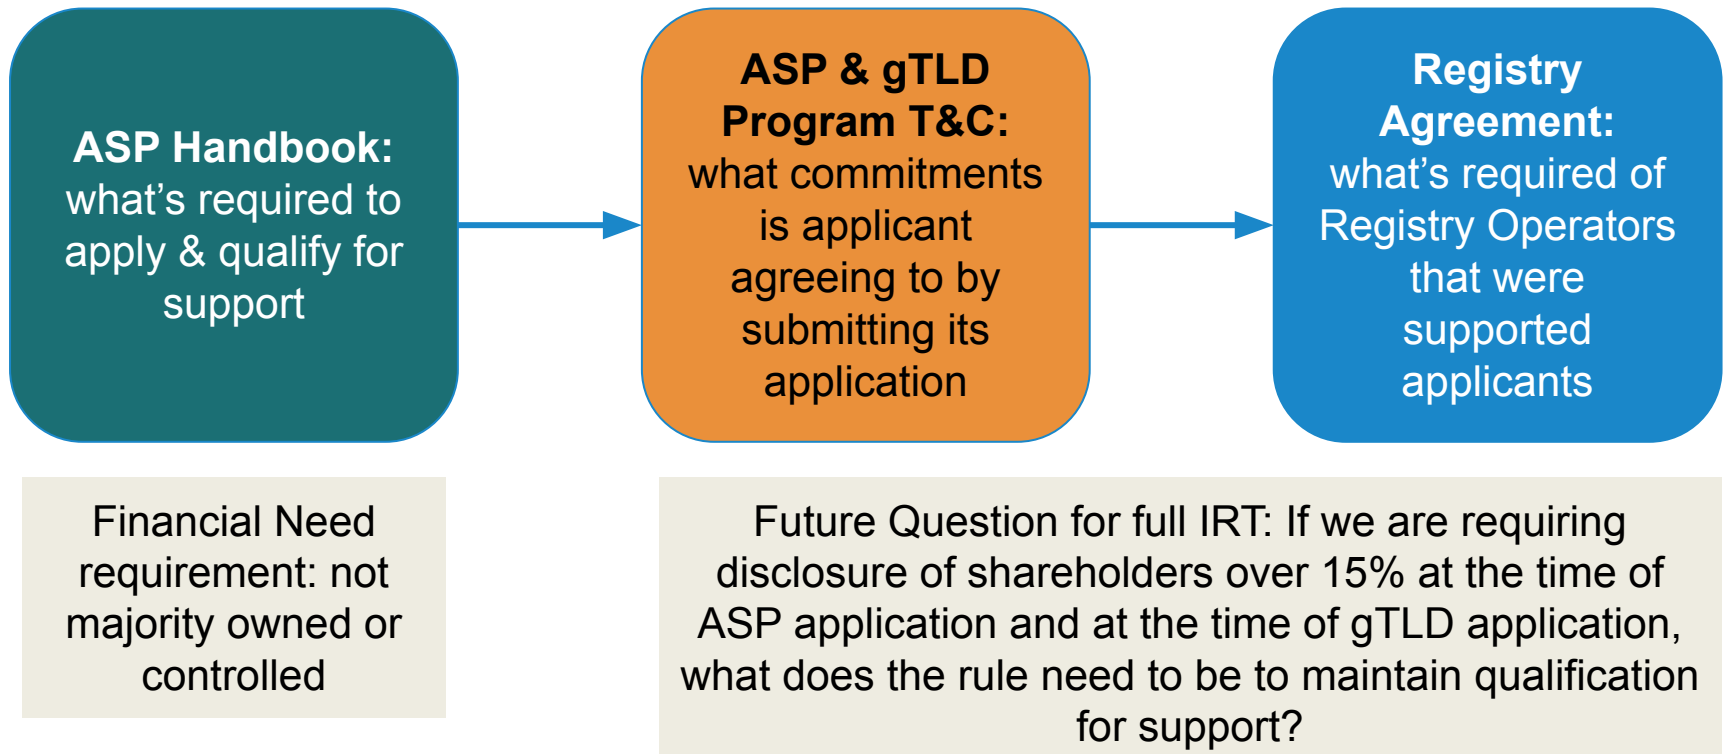 ASP Handbook:
what’s required to
apply & qualify for
support
ASP & gTLD
Program T&C:
what commitments
is applicant
agreeing to by
submitting its
application
Registry
Agreement:
what’s required of
Registry Operators
that were
supported
applicants
Financial Need
requirement: not
majority owned or
controlled
Future Question for full IRT: If we are requiring
disclosure of shareholders over 15% at the time of
ASP application and at the time of gTLD application,
what does the rule need to be to maintain qualification
for support?